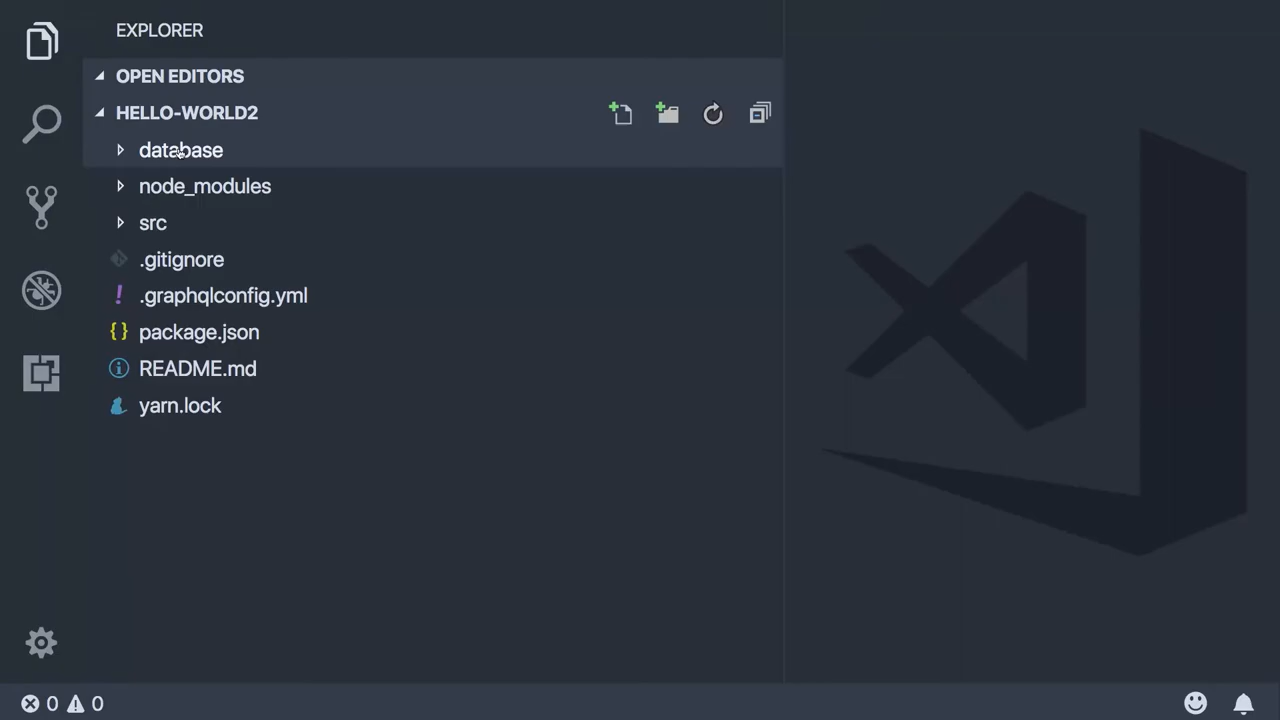 EXPLORER
OPEN EDITORS
HELLO-WORLD2
database
node_modules
src
.gitignore
.graphqlconfig.yml
package.json
README.md
yarn.lock
0 0